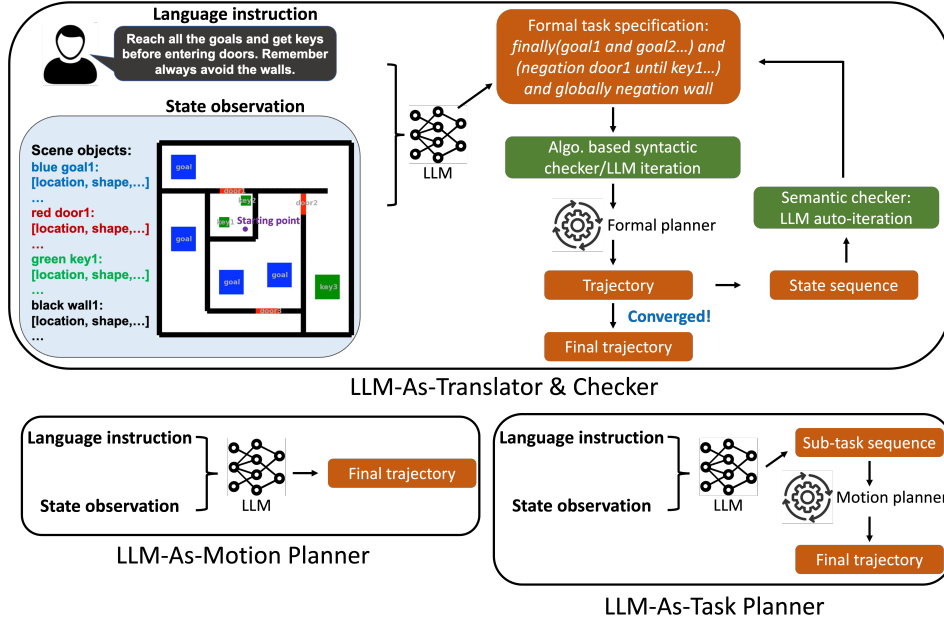 Language instruction
Reach all the goals and get keys
before entering doors. Remember
always avoid the walls.
State observation
Scene objects:
blue goal1:
[location, shape,...]
...
red door1:
[location, shape,...]
...
green key1:
[location, shape,...]
...
black wall1:
[location, shape,...]
...
goal
door1
key2
door2
key1
Starting point
goal
goal
goal
key3
door3
LLM
Formal task specification:
finally(goal1 and goal2...) and
(negation door1 until key1...)
and globally negation wall
Algo. based syntactic
checker/LLM iteration
Formal planner
Trajectory
Converged!
Final trajectory
Semantic checker:
LLM auto-iteration
State sequence
LLM-As-Translator & Checker
Language instruction
State observation
LLM
Final trajectory
LLM-As-Motion Planner
Language instruction
State observation
LLM
Sub-task sequence
Motion planner
Final trajectory
LLM-As-Task Planner